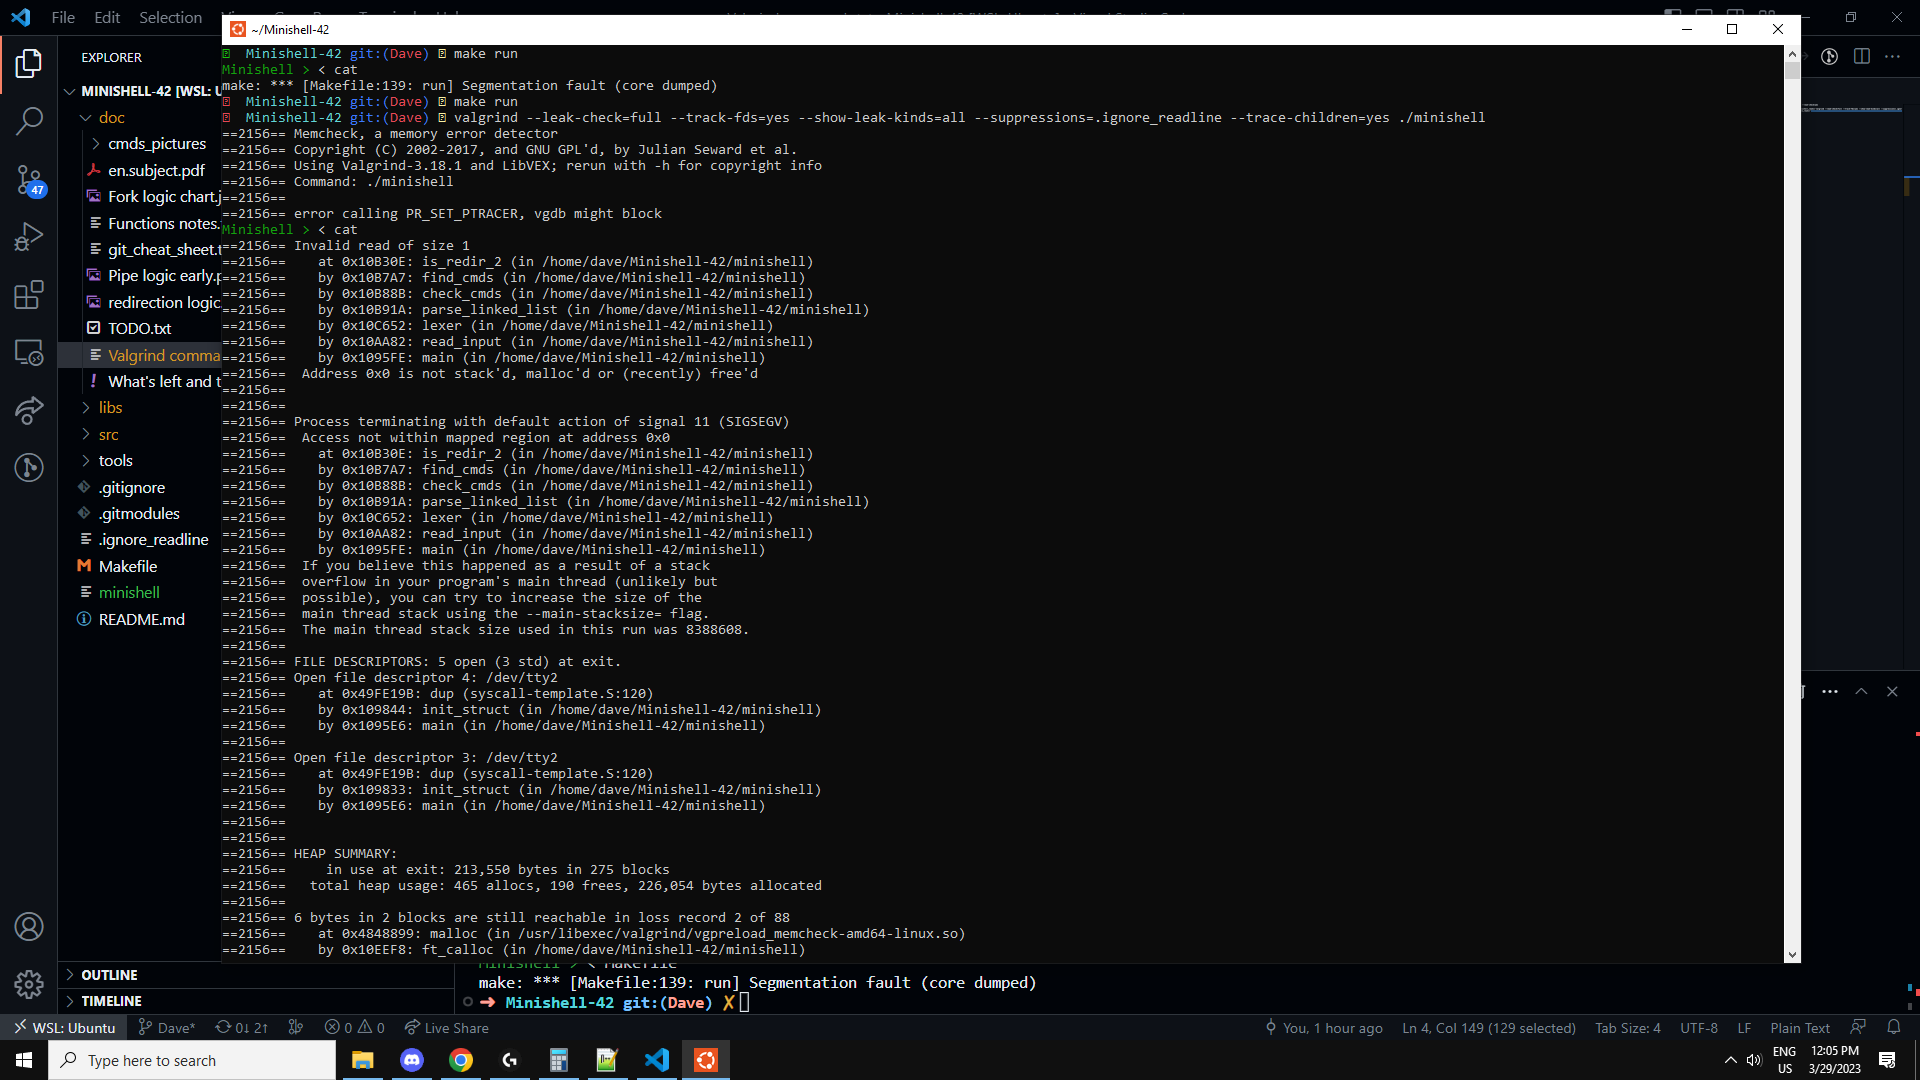 File Edit Selection
~/Minishell-42
Minishell-42 git:(Dave) make run
Minishell > < cat
make: *** [Makefile:139: run] Segmentation fault (core dumped)
Minishell-42 git:(Dave) make run
Minishell-42 git:(Dave) valgrind --leak-check=full --track-fds=yes --show-leak-kinds=all --suppressions=.ignore_readline --trace-children=yes ./minishell
==2156== Memcheck, a memory error detector
==2156== Copyright (C) 2002-2017, and GNU GPL'd, by Julian Seward et al.
==2156== Using Valgrind-3.18.1 and LibVEX; rerun with -h for copyright info
==2156== Command: ./minishell
==2156==
==2156== error calling PR_SET_PTRACER, vgdb might block
Minishell > < cat
==2156== Invalid read of size 1
==2156==    at 0x10B30E: is_redir_2 (in /home/dave/Minishell-42/minishell)
==2156==    by 0x10B7A7: find_cmds (in /home/dave/Minishell-42/minishell)
==2156==    by 0x10B88B: check_cmds (in /home/dave/Minishell-42/minishell)
==2156==    by 0x10B91A: parse_linked_list (in /home/dave/Minishell-42/minishell)
==2156==    by 0x10C652: lexer (in /home/dave/Minishell-42/minishell)
==2156==    by 0x10AA82: read_input (in /home/dave/Minishell-42/minishell)
==2156==    by 0x1095FE: main (in /home/dave/Minishell-42/minishell)
==2156==  Address 0x0 is not stack'd, malloc'd or (recently) free'd
==2156==
==2156==
==2156== Process terminating with default action of signal 11 (SIGSEGV)
==2156==  Access not within mapped region at address 0x0
==2156==    at 0x10B30E: is_redir_2 (in /home/dave/Minishell-42/minishell)
==2156==    by 0x10B7A7: find_cmds (in /home/dave/Minishell-42/minishell)
==2156==    by 0x10B88B: check_cmds (in /home/dave/Minishell-42/minishell)
==2156==    by 0x10B91A: parse_linked_list (in /home/dave/Minishell-42/minishell)
==2156==    by 0x10C652: lexer (in /home/dave/Minishell-42/minishell)
==2156==    by 0x10AA82: read_input (in /home/dave/Minishell-42/minishell)
==2156==    by 0x1095FE: main (in /home/dave/Minishell-42/minishell)
==2156==  If you believe this happened as a result of a stack
==2156==  overflow in your program's main thread (unlikely but
==2156==  possible), you can try to increase the size of the
==2156==  main thread stack using the --main-stacksize= flag.
==2156==  The main thread stack size used in this run was 8388608.
==2156==
==2156== FILE DESCRIPTORS: 5 open (3 std) at exit.
==2156== Open file descriptor 4: /dev/tty2
==2156==    at 0x49FE19B: dup (syscall-template.S:120)
==2156==    by 0x109844: init_struct (in /home/dave/Minishell-42/minishell)
==2156==    by 0x1095E6: main (in /home/dave/Minishell-42/minishell)
==2156==
==2156== Open file descriptor 3: /dev/tty2
==2156==    at 0x49FE19B: dup (syscall-template.S:120)
==2156==    by 0x109833: init_struct (in /home/dave/Minishell-42/minishell)
==2156==    by 0x1095E6: main (in /home/dave/Minishell-42/minishell)
==2156==
==2156==
==2156== HEAP SUMMARY:
==2156==     in use at exit: 213,550 bytes in 275 blocks
==2156==   total heap usage: 465 allocs, 190 frees, 226,054 bytes allocated
==2156==
==2156== 6 bytes in 2 blocks are still reachable in loss record 2 of 88
==2156==    at 0x4848899: malloc (in /usr/libexec/valgrind/vgpreload_memcheck-amd64-linux.so)
==2156==    by 0x10EEF8: ft_calloc (in /home/dave/Minishell-42/minishell)
EXPLORER
MINISHELL-42 [WSL: U
doc
cmds_pictures
en.subject.pdf
Fork logic chart.j
Functions notes.
git_cheat_sheet.t
Pipe logic early.p
redirection logic.
TODO.txt
Valgrind comma
What's left and t
libs
src
tools
.gitignore
.gitmodules
.ignore_readline
Makefile
minishell
README.md
47
OUTLINE
TIMELINE
Minishell > < Makefile
make: *** [Makefile:139: run] Segmentation fault (core dumped)
➜ Minishell-42 git:(Dave) ✗
WSL: Ubuntu Dave* 0↓ 2↑ 0 0 Live Share You, 1 hour ago Ln 4, Col 149 (129 selected) Tab Size: 4 UTF-8 LF Plain Text
Type here to search
ENG
US
12:05 PM
3/29/2023